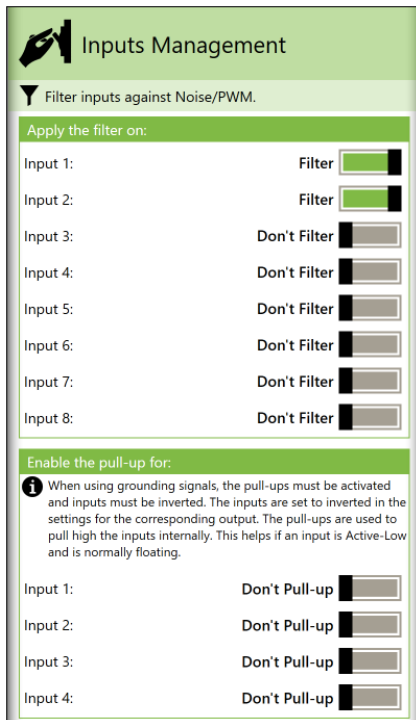 Inputs Management
Filter inputs against Noise/PWM.
Apply the filter on:
Input 1: Filter
Input 2: Filter
Input 3: Don't Filter
Input 4: Don't Filter
Input 5: Don't Filter
Input 6: Don't Filter
Input 7: Don't Filter
Input 8: Don't Filter
Enable the pull-up for:
When using grounding signals, the pull-ups must be activated
and inputs must be inverted. The inputs are set to inverted in the
settings for the corresponding output. The pull-ups are used to
pull high the inputs internally. This helps if an input is Active-Low
and is normally floating.
Input 1: Don't Pull-up
Input 2: Don't Pull-up
Input 3: Don't Pull-up
Input 4: Don't Pull-up